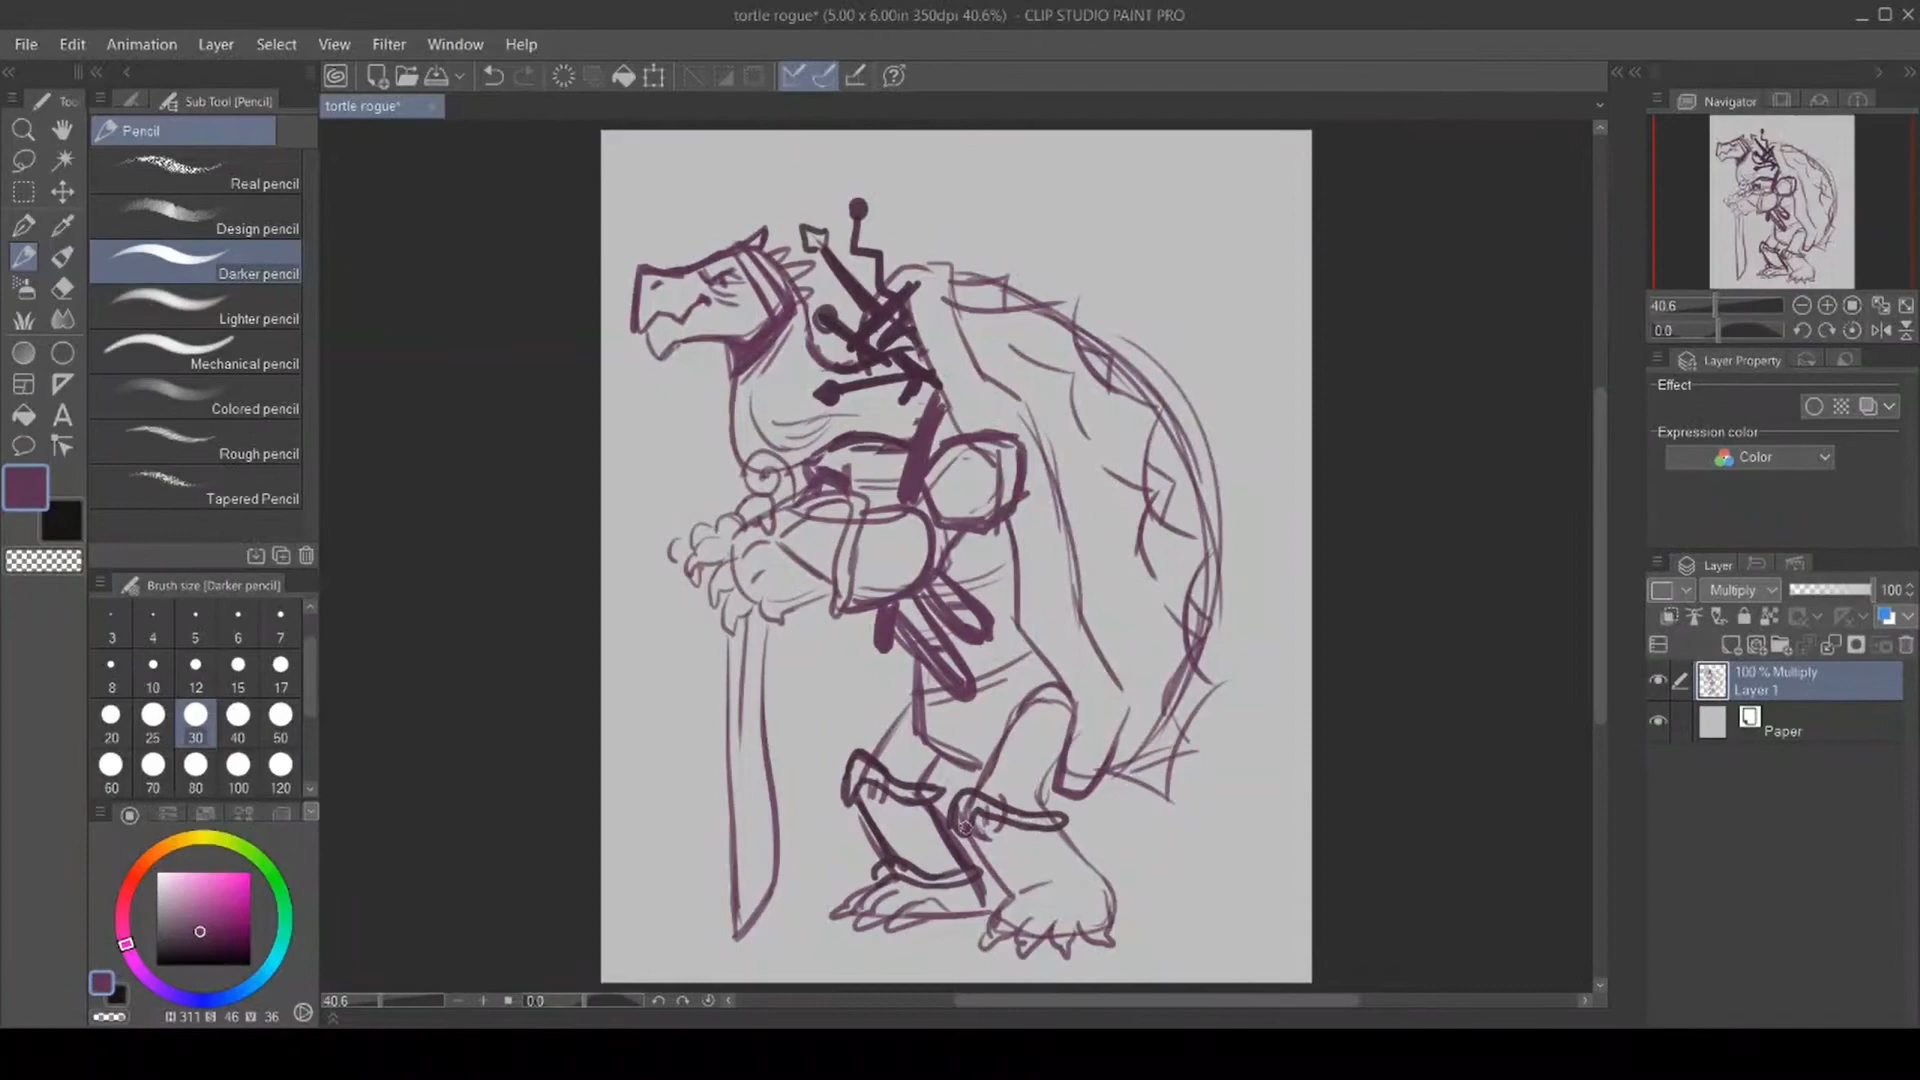 tortle rogue* (5.00 x 6.00in 350dpi 40.6%) - CLIP STUDIO PAINT PRO
File Edit Animation Layer Select View Filter Window Help
Too Sub Tool [Pencil] tortle rogue* Navigator
Pencil
Real pencil
Design pencil
Darker pencil
Lighter pencil
Mechanical pencil
Colored pencil
Rough pencil
Tapered Pencil
Brush size [Darker pencil]
3 4 5 6 7
8 10 12 15 17
20 25 30 40 50
60 70 80 100 120
H 311 S 46 V 36
40.6 0.0
40.6
0.0
Layer Property
Effect
Expression color
Color
Layer
Multiply 100
100 % Multiply
Layer 1
Paper